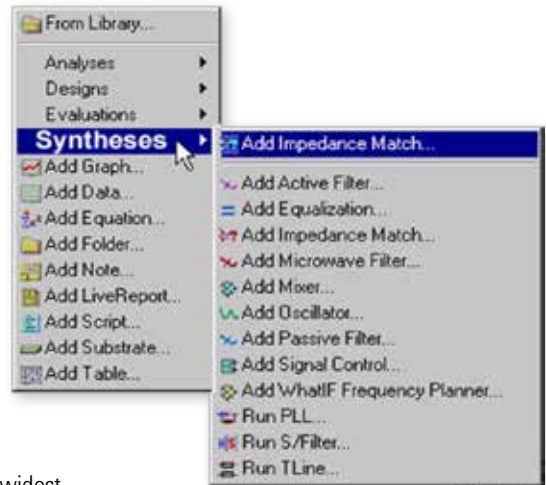 From Library...
Analyses
Designs
Evaluations
Syntheses
Add Graph...
Add Data...
Add Equation...
Add Folder...
Add Note...
Add LiveReport...
Add Script...
Add Substrate...
Add Table...
Add Impedance Match...
Add Active Filter...
Add Equalization...
Add Impedance Match...
Add Microwave Filter...
Add Mixer...
Add Oscillator...
Add Passive Filter...
Add Signal Control...
Add WhatIF Frequency Planner...
Run PLL...
Run S/Filter...
Run TLine...
widest